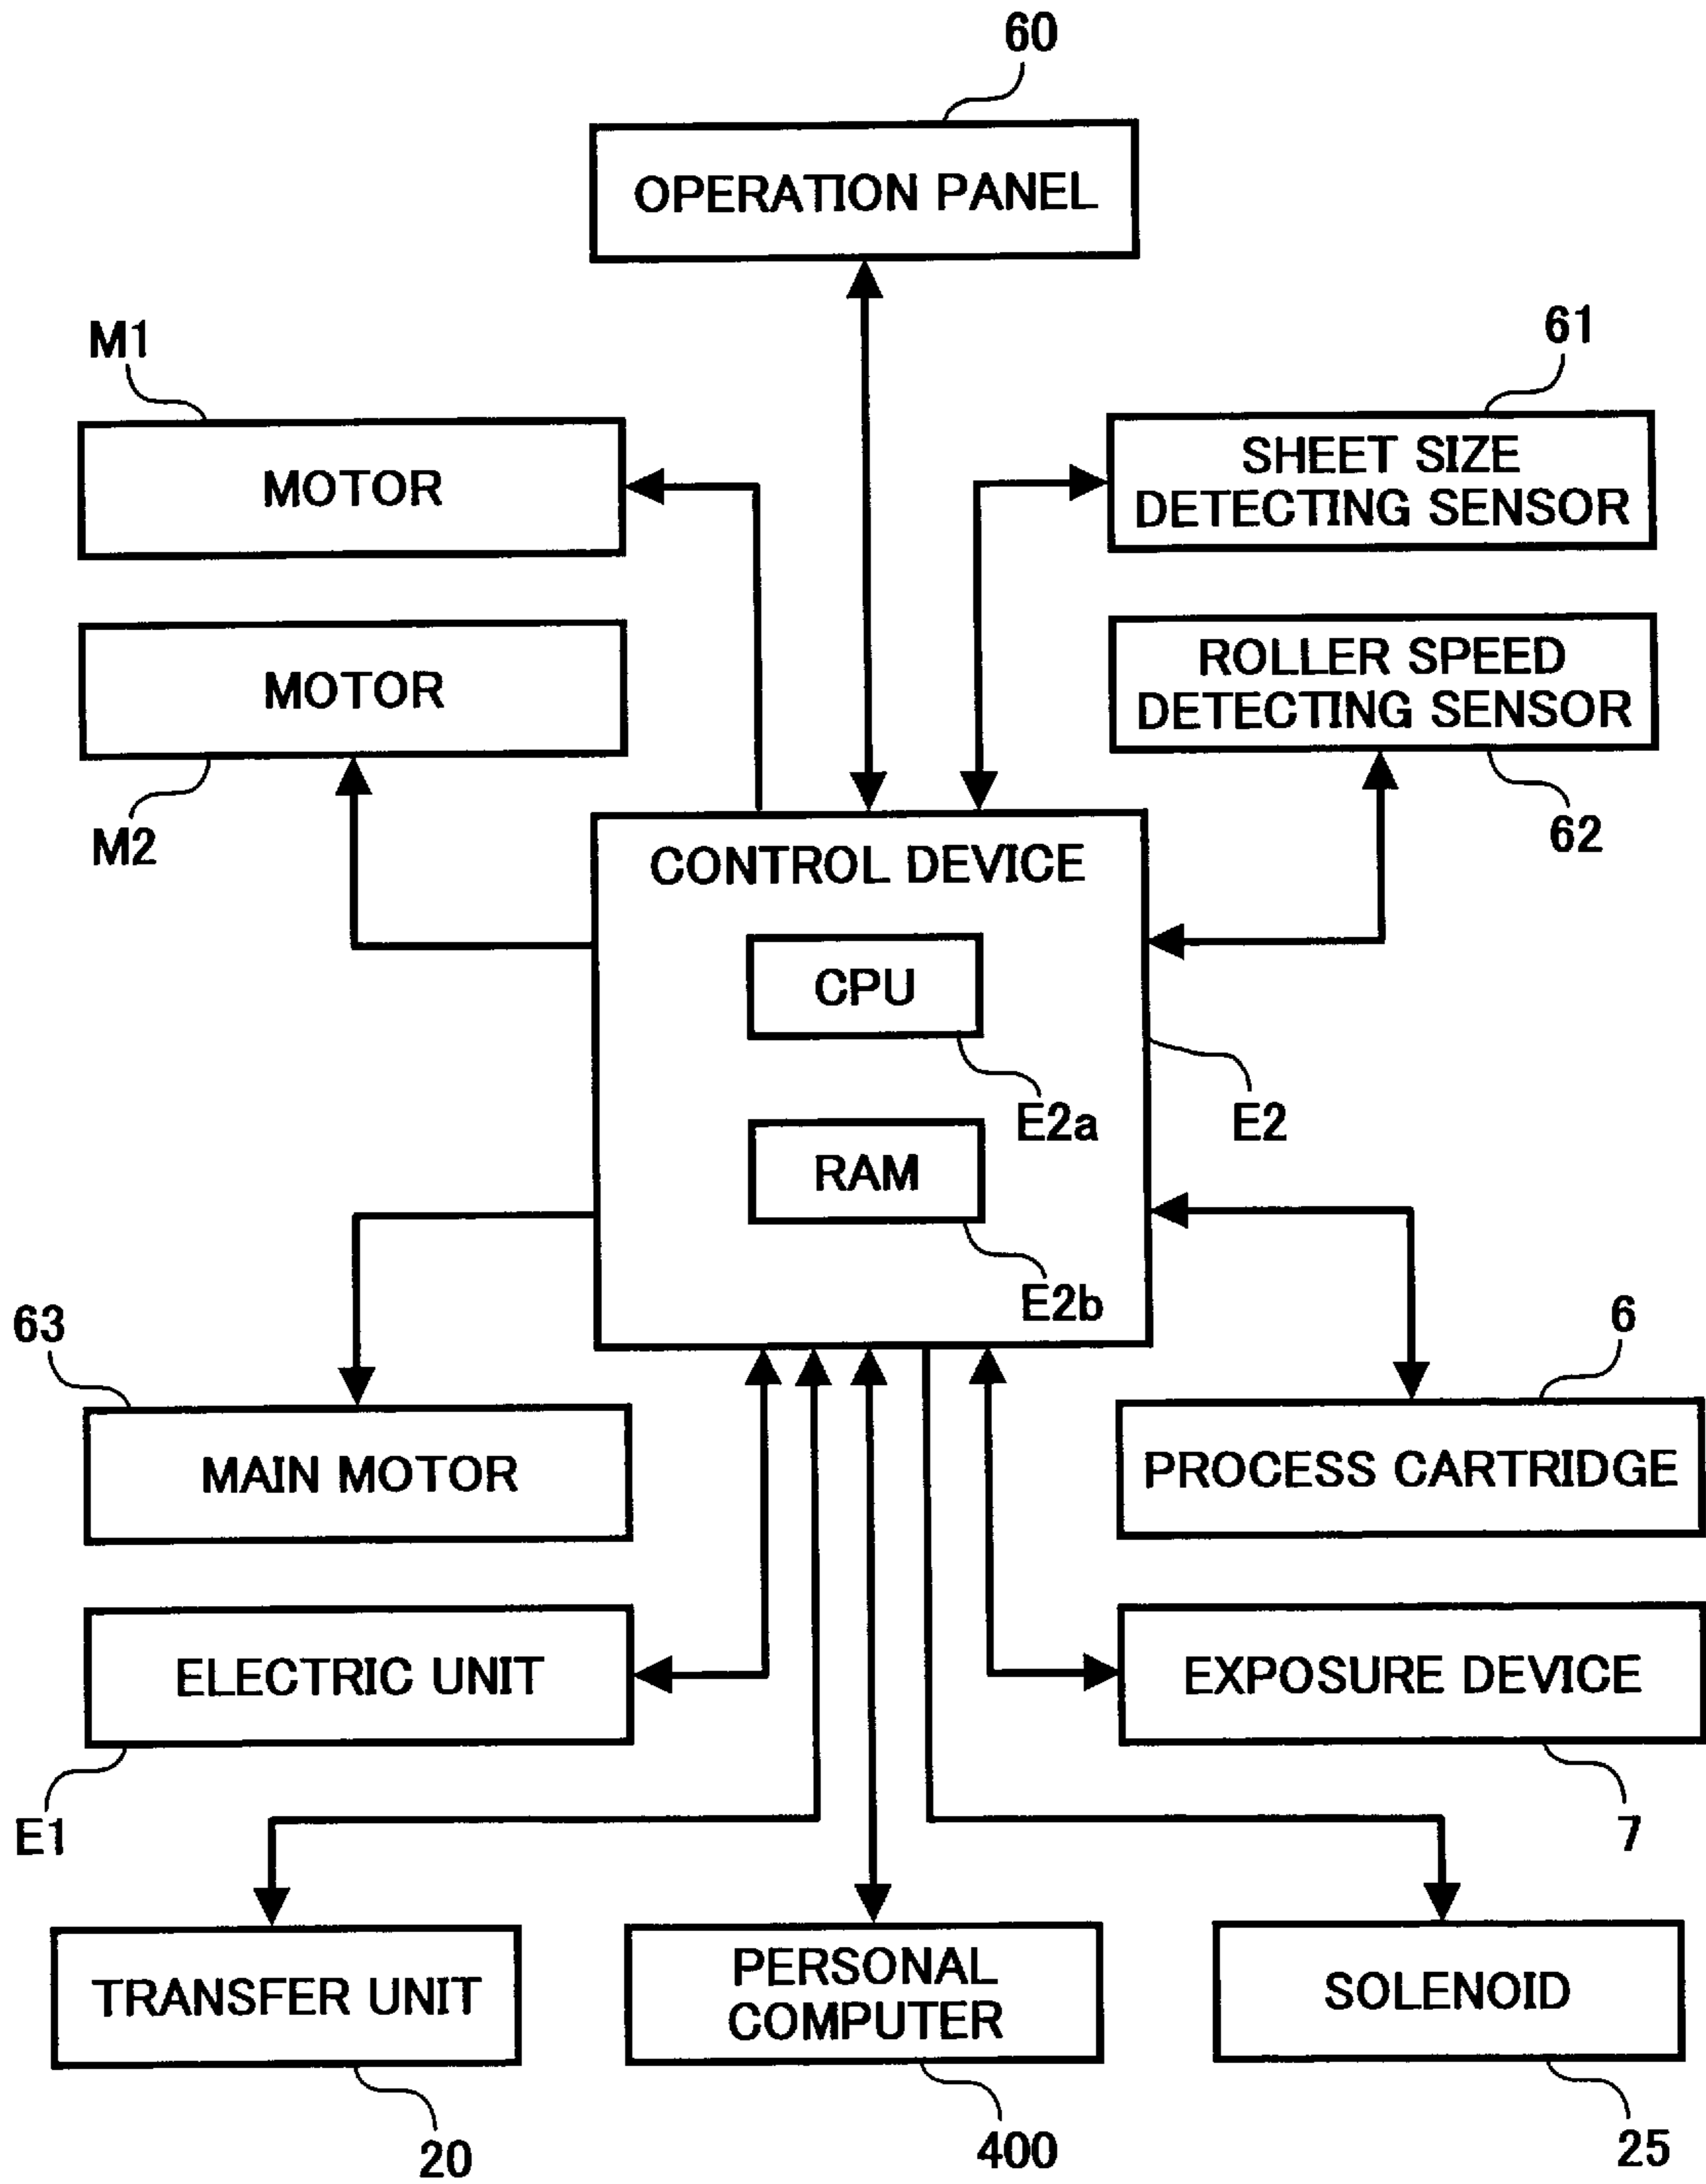 60
OPERATION PANEL
M1
MOTOR
61
SHEET SIZE
DETECTING SENSOR
MOTOR
M2
ROLLER SPEED
DETECTING SENSOR
62
CONTROL DEVICE
CPU
E2a
E2
RAM
E2b
63
MAIN MOTOR
6
PROCESS CARTRIDGE
ELECTRIC UNIT
E1
EXPOSURE DEVICE
7
TRANSFER UNIT
20
PERSONAL
COMPUTER
400
SOLENOID
25